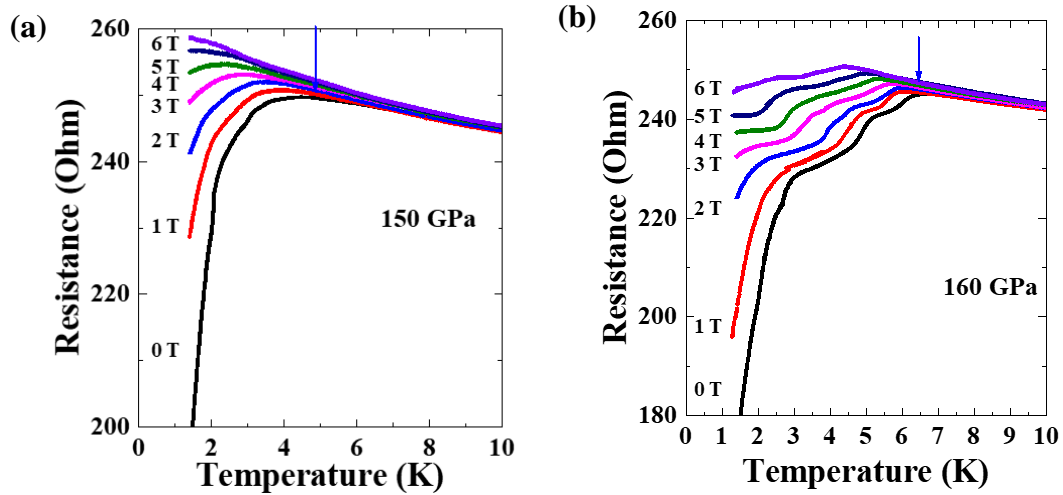 (a)
Resistance (Ohm)
260
240
220
200
6 T
5 T
4 T
3 T
2 T
1 T
0 T
150 GPa
0 2 4 6 8 10
Temperature (K)
(b)
Resistance (Ohm)
260
240
220
200
180
6 T
5 T
4 T
3 T
2 T
1 T
0 T
160 GPa
0 1 2 3 4 5 6 7 8 9 10
Temperature (K)